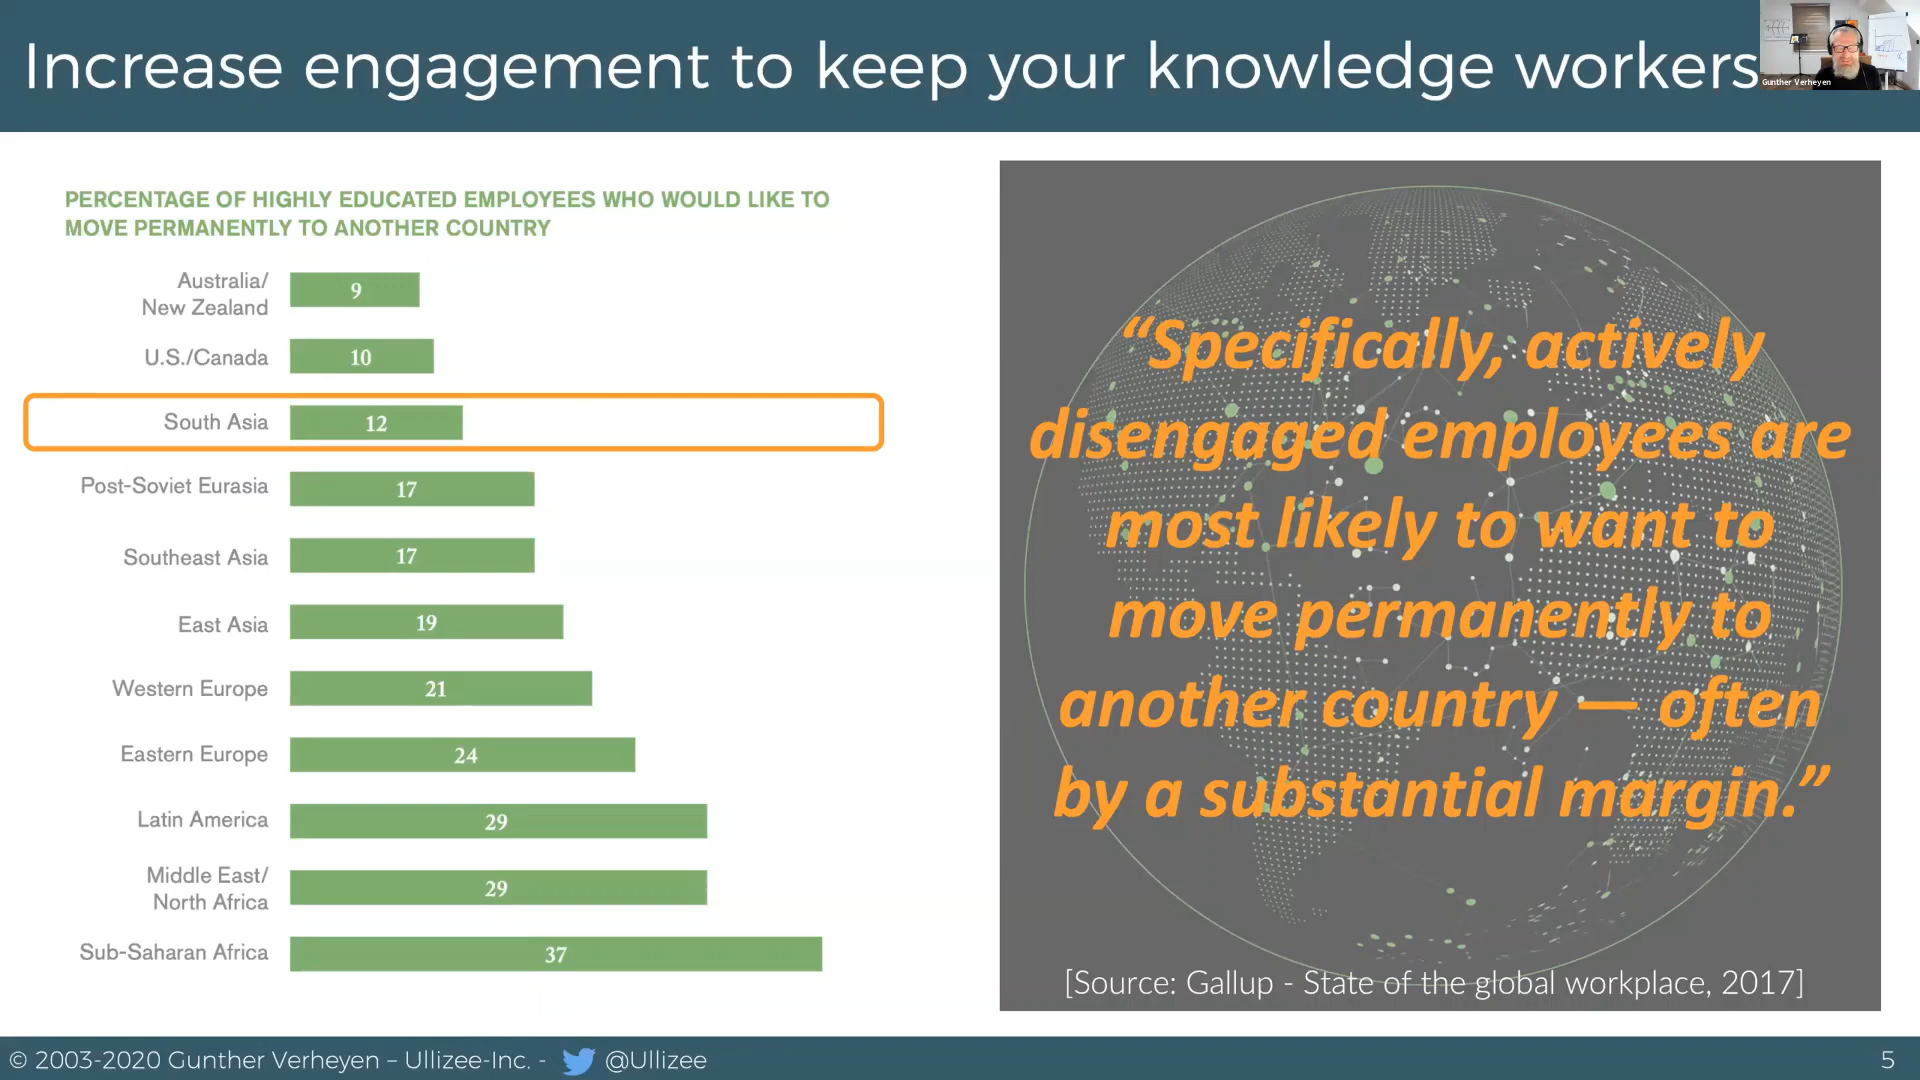 Increase engagement to keep your knowledge workers
Gunther Verheyen
PERCENTAGE OF HIGHLY EDUCATED EMPLOYEES WHO WOULD LIKE TO
MOVE PERMANENTLY TO ANOTHER COUNTRY
Australia/
New Zealand
9
U.S./Canada
10
South Asia
12
Post-Soviet Eurasia
17
Southeast Asia
17
East Asia
19
Western Europe
21
Eastern Europe
24
Latin America
29
Middle East/
North Africa
29
Sub-Saharan Africa
37
“Specifically, actively
disengaged employees are
most likely to want to
move permanently to
another country — often
by a substantial margin.”
[Source: Gallup - State of the global workplace, 2017]
© 2003-2020 Gunther Verheyen – Ullizee-Inc. - @Ullizee
5